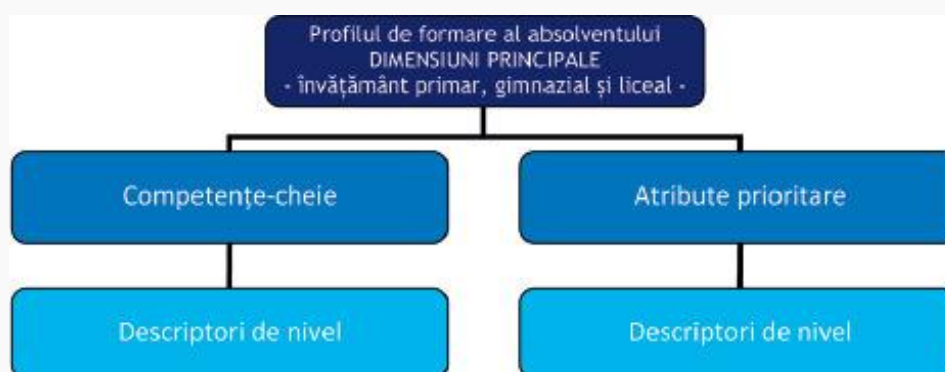 Profilul de formare al absolventului
DIMENSIUNI PRINCIPALE
- învățământ primar, gimnazial și liceal -
Competențe-cheie
Atribute prioritare
Descriptori de nivel
Descriptori de nivel